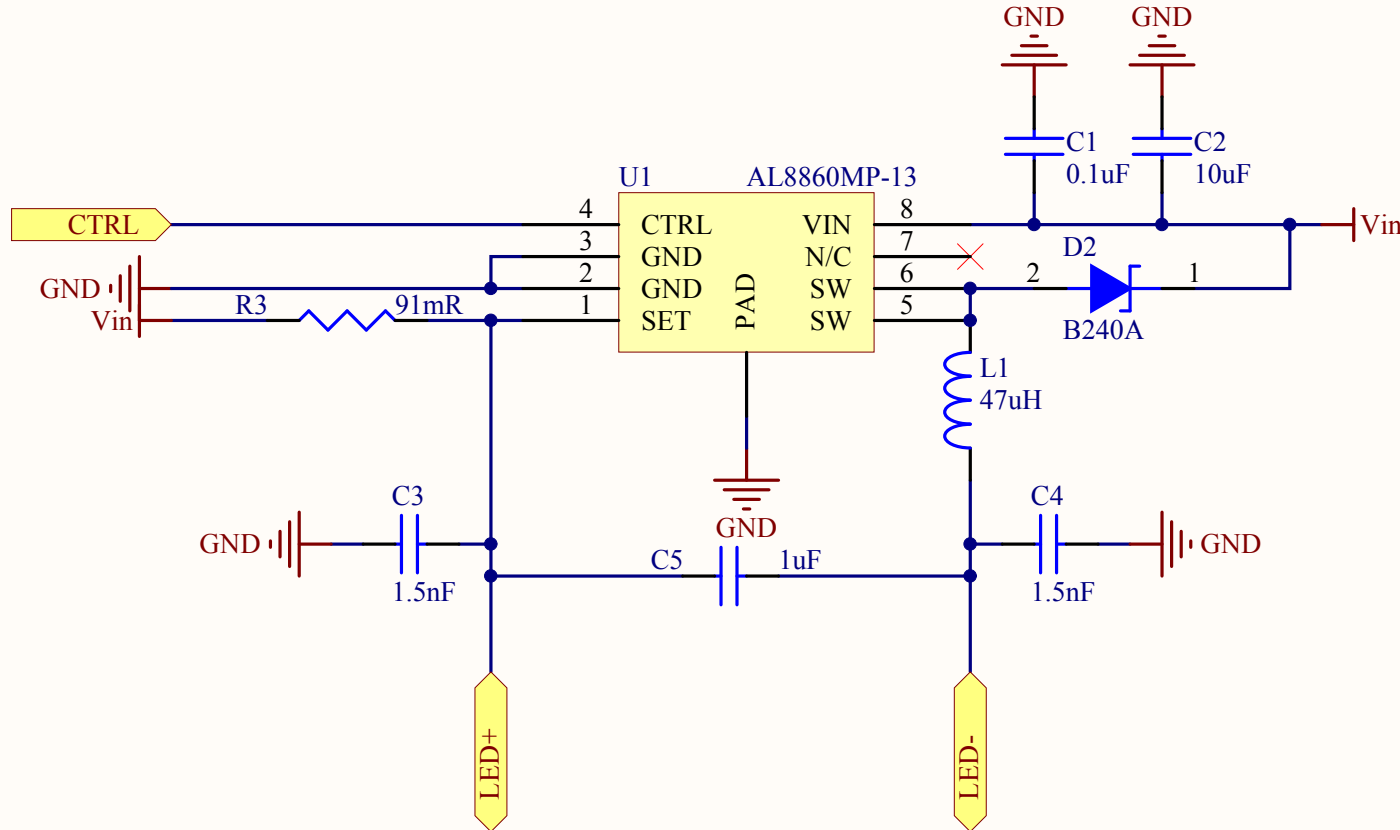 GND GND
C1 C2
0.1uF 10uF
U1 AL8860MP-13
CTRL 4 CTRL VIN 8 Vin
3 GND N/C 7 D2
GND 2 GND SW 6 2 1
Vin R3 91mR 1 SET SW 5 B240A
PAD
L1
47uH
C3 C4
GND GND GND
C5 1uF
1.5nF 1.5nF
LED+ LED-